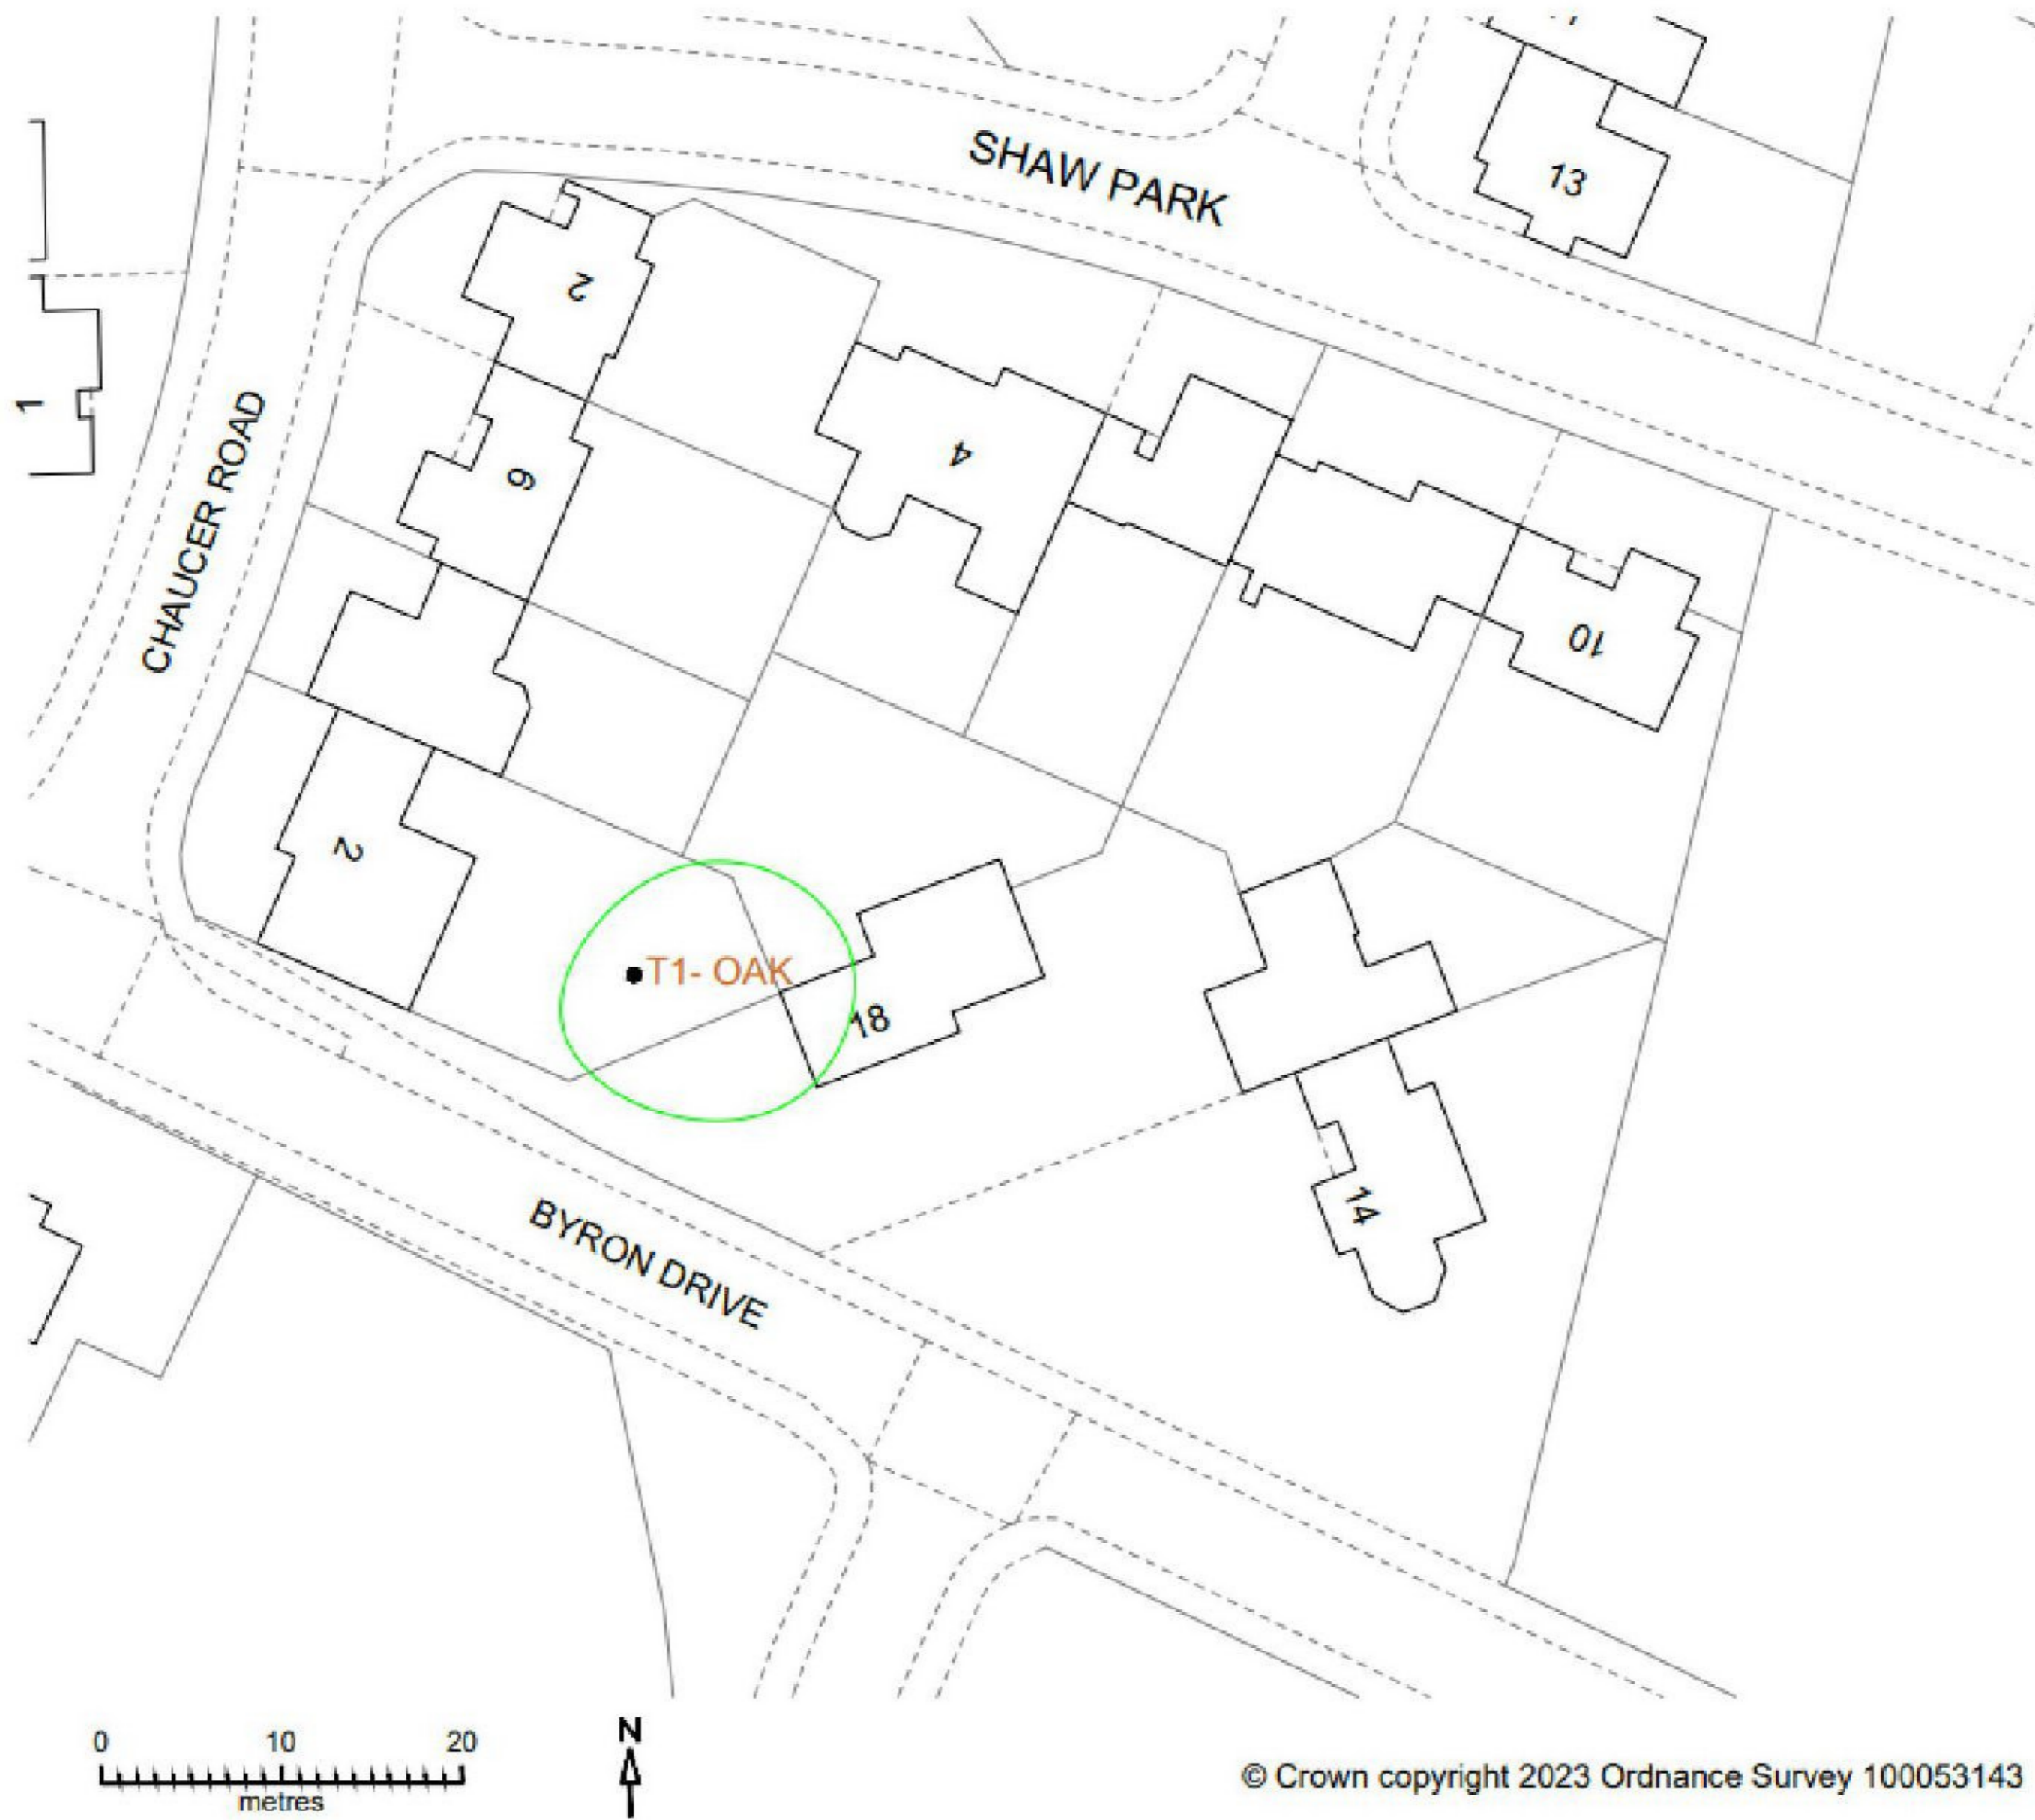 SHAW PARK
13
2
1
4
6
CHAUCER ROAD
10
2
T1- OAK
18
14
BYRON DRIVE
0 10 20
metres
N
© Crown copyright 2023 Ordnance Survey 100053143